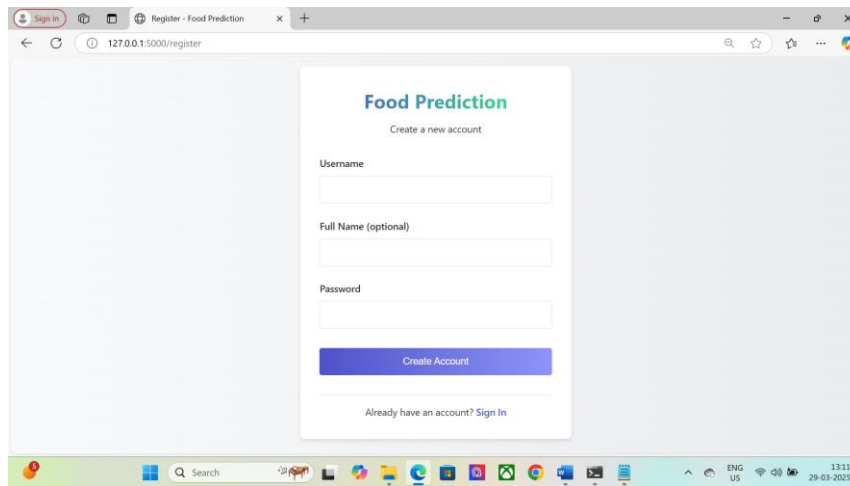 Sign in
Register - Food Prediction
127.0.0.1:5000/register
Food Prediction
Create a new account
Username
Full Name (optional)
Password
Create Account
Already have an account? Sign In
5
Search
ENG
US
13:11
29-03-2025